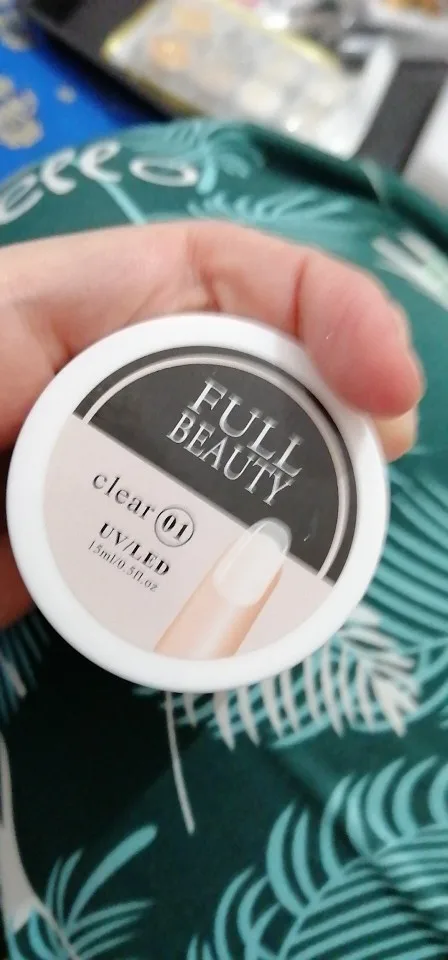 FULL
BEAUTY
clear 01
UV/LED
15ml/0.5fl.oz